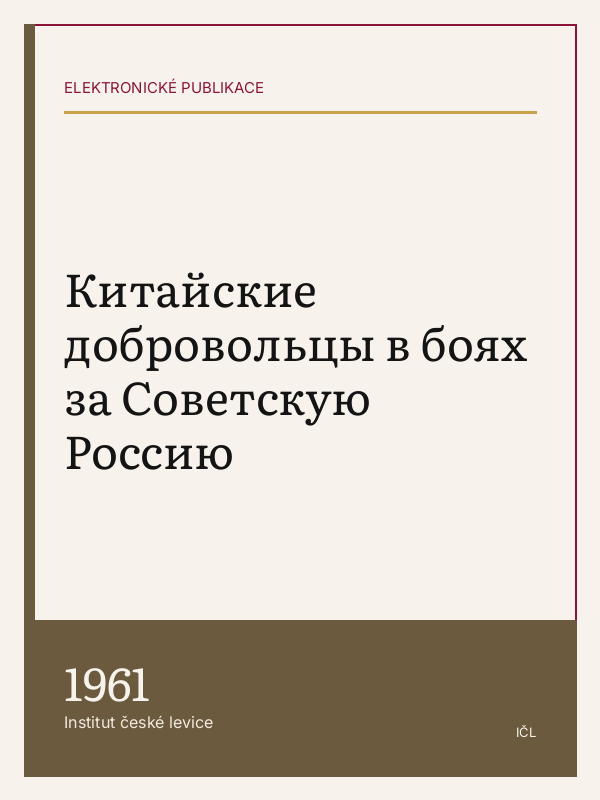 ELEKTRONICKÉ PUBLIKACE
Китайские
добровольцы в боях
за Советскую
Россию
1961
Institut české levice
IČL